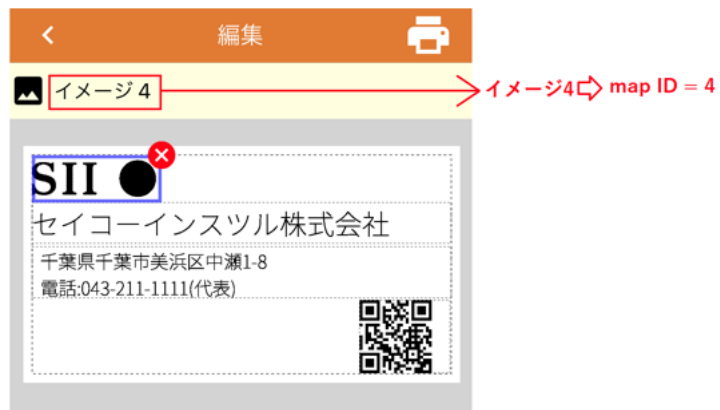 編集
イメージ 4
イメージ4 ⇨ map ID = 4
SII ●
セイコーインスツル株式会社
千葉県千葉市美浜区中瀬1-8
電話:043-211-1111(代表)